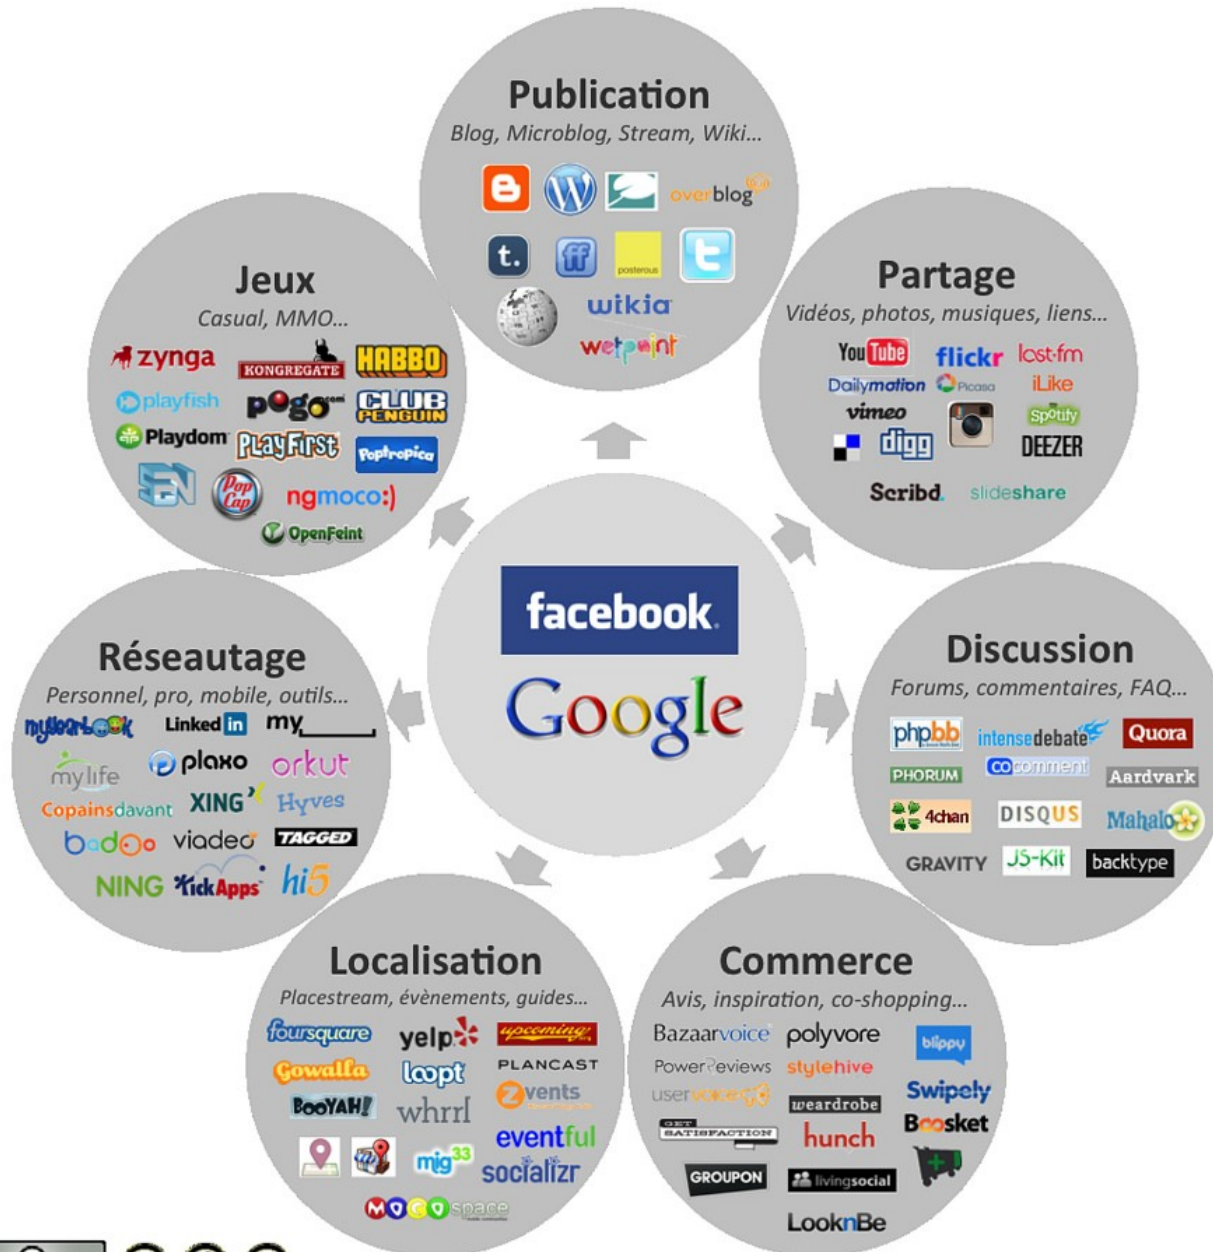 Publication
Blog, Microblog, Stream, Wiki...
overblog
t. ff posterous t
wikia
wetpaint
Jeux
Casual, MMO...
zynga KONGREGATE HABBO
playfish pogo.com CLUB PENGUIN
Playdom PLAYFIRST Poptropica
PopCap ngmoco:)
OpenFeint
Partage
Vidéos, photos, musiques, liens...
YouTube flickr last·fm
Dailymotion Picasa iLike
vimeo Spotify
digg DEEZER
Scribd. slideshare
facebook.
Google
Réseautage
Personnel, pro, mobile, outils...
myYearbook Linked in my
mylife plaxo orkut
Copainsdavant XING Hyves
badoo viadeo TAGGED
NING KickApps hi5
Discussion
Forums, commentaires, FAQ...
phpbb intensedebate Quora
PHORUM cocomment Aardvark
4chan DISQUS Mahalo
GRAVITY JS-Kit backtype
Localisation
Placestream, évènements, guides...
foursquare yelp upcoming
Gowalla loopt PLANCAST
BOOYAH! whrrl zvents
eventful
mig33 socializr
MOCOspace
Commerce
Avis, inspiration, co-shopping...
Bazaarvoice polyvore blippy
PowerReviews stylehive
uservoice weardrobe Swipely
GET SATISFACTION hunch Boosket
GROUPON livingsocial
LooknBe